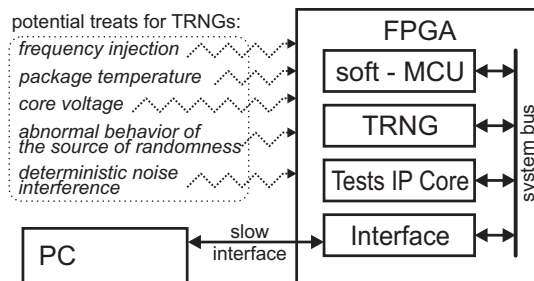 potential treats for TRNGs:
frequency injection
package temperature
core voltage
abnormal behavior of
the source of randomness
deterministic noise
interference
FPGA
soft - MCU
TRNG
Tests IP Core
Interface
system bus
PC
slow
interface